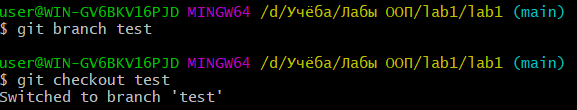 user@WIN-GV6BKV16PJD MINGW64 /d/Учёба/Лабы ООП/lab1/lab1 (main)
$ git branch test
user@WIN-GV6BKV16PJD MINGW64 /d/Учёба/Лабы ООП/lab1/lab1 (main)
$ git checkout test
Switched to branch 'test'